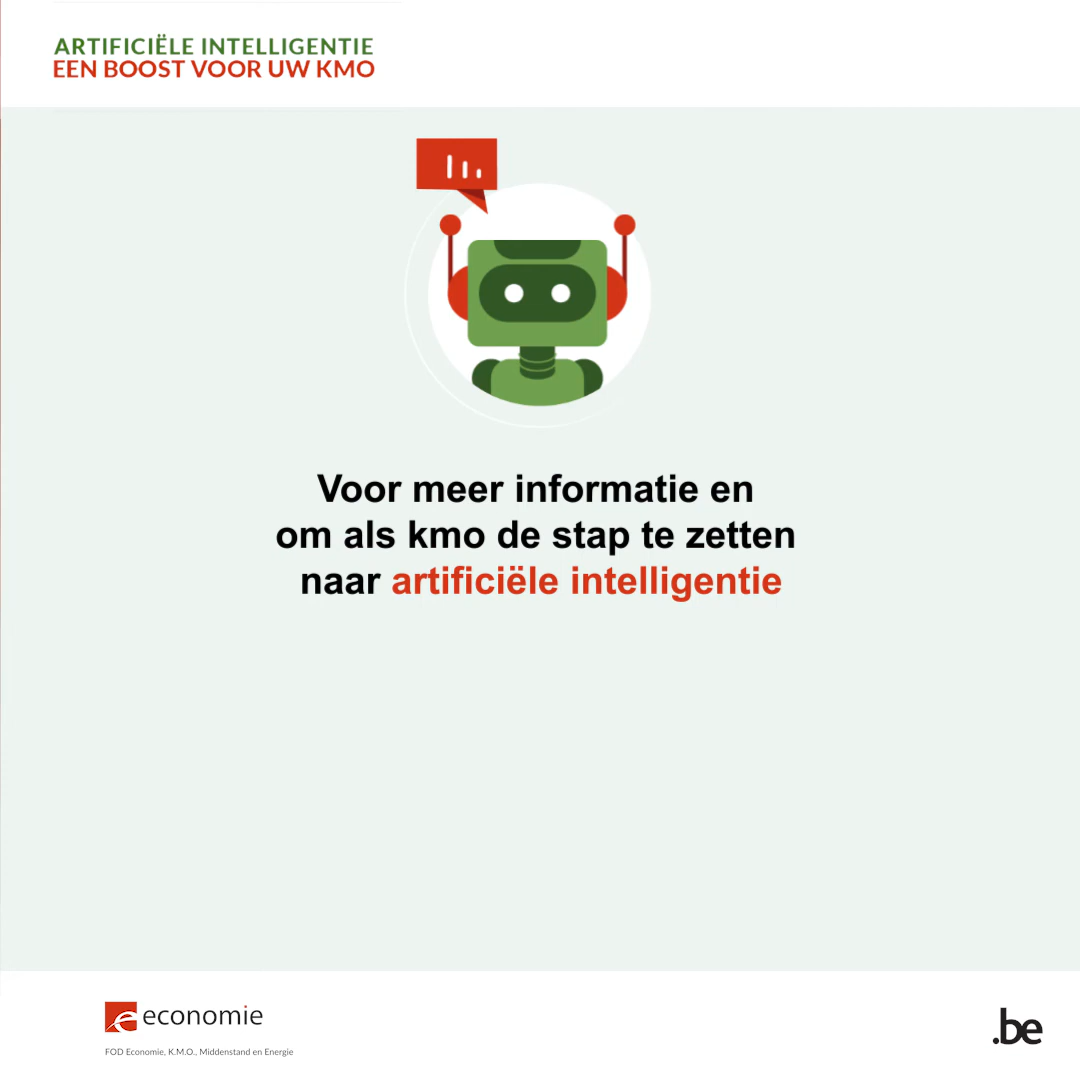 ARTIFICIËLE INTELLIGENTIE
EEN BOOST VOOR UW KMO
Voor meer informatie en
om als kmo de stap te zetten
naar artificiële intelligentie
economie
FOD Economie, K.M.O., Middenstand en Energie
.be